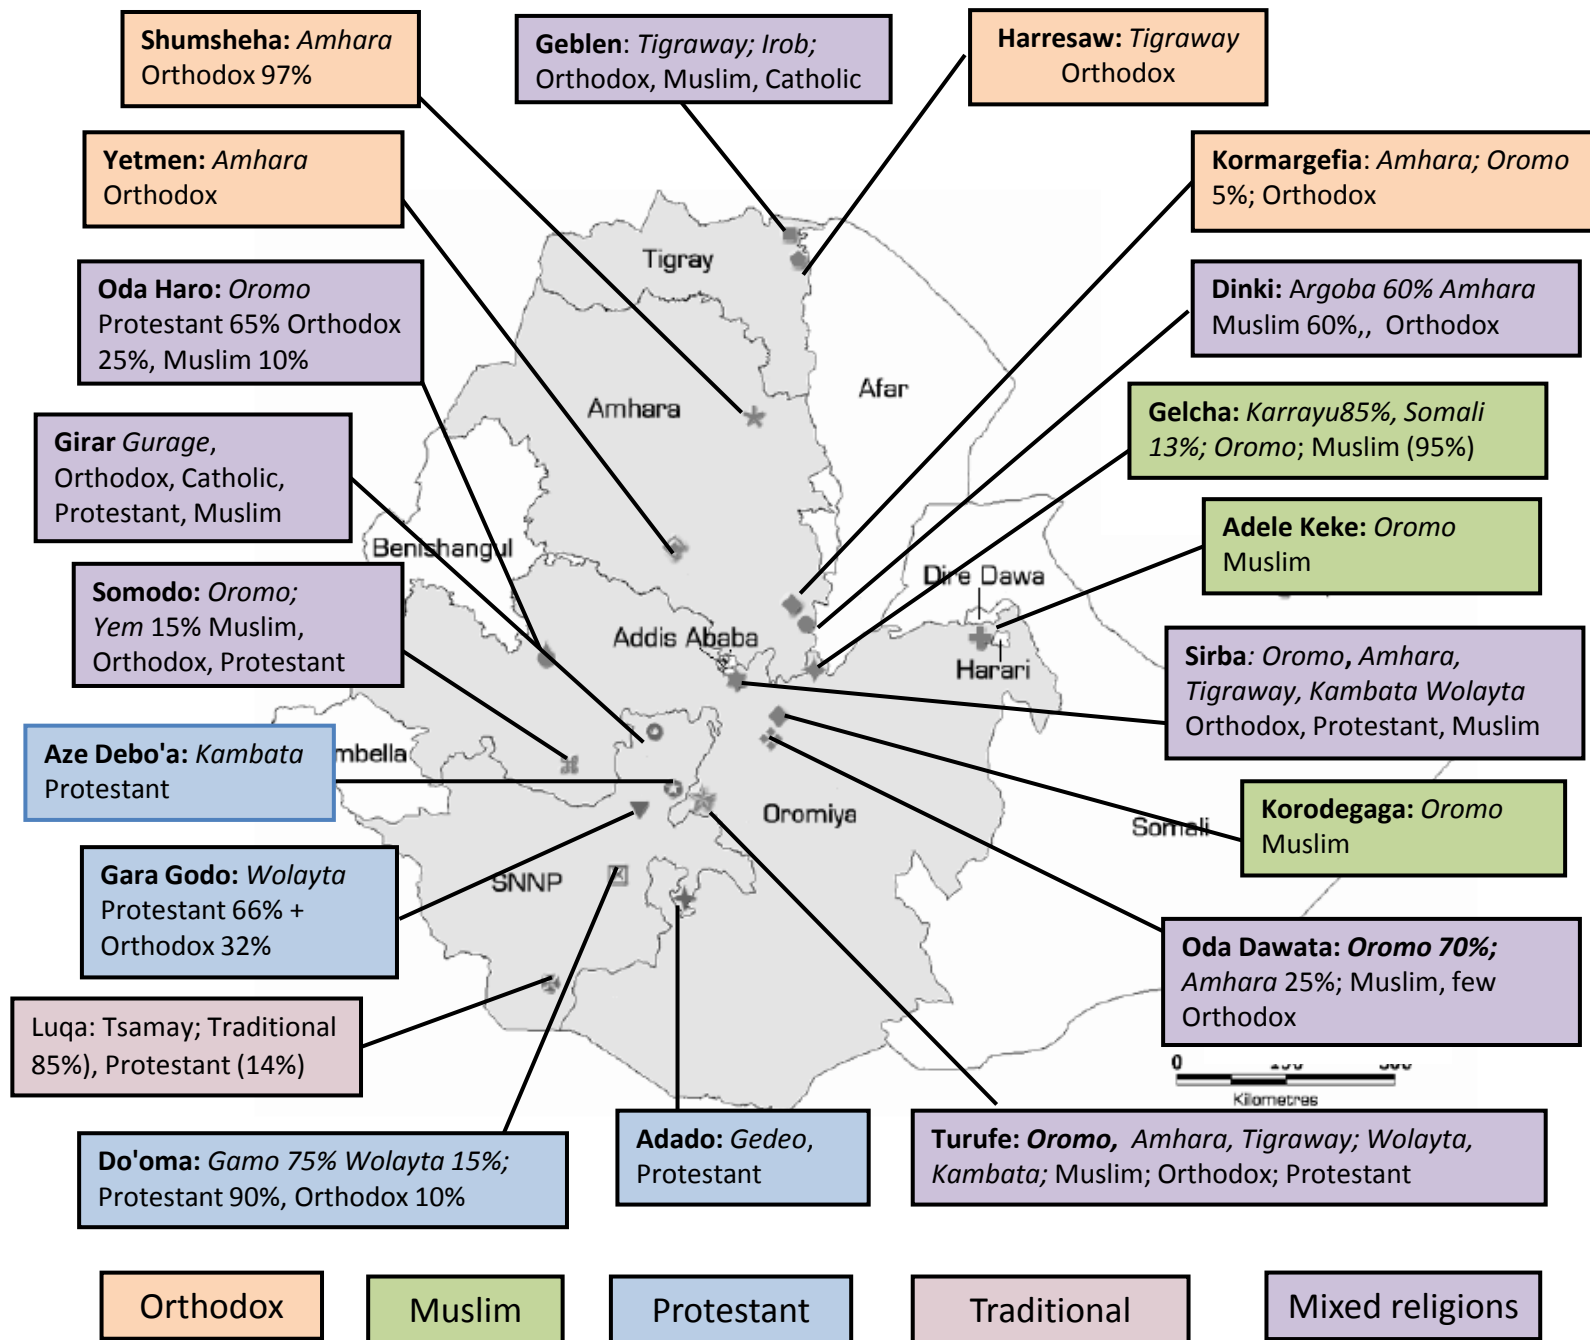 Shumsheha: Amhara
Orthodox 97%
Geblen: Tigraway; Irob;
Orthodox, Muslim, Catholic
Harresaw: Tigraway
Orthodox
Yetmen: Amhara
Orthodox
Kormargefia: Amhara; Oromo
5%; Orthodox
Oda Haro: Oromo
Protestant 65% Orthodox
25%, Muslim 10%
Dinki: Argoba 60% Amhara
Muslim 60%,, Orthodox
Girar Gurage,
Orthodox, Catholic,
Protestant, Muslim
Gelcha: Karrayu85%, Somali
13%; Oromo; Muslim (95%)
Somodo: Oromo;
Yem 15% Muslim,
Orthodox, Protestant
Adele Keke: Oromo
Muslim
Sirba: Oromo, Amhara,
Tigraway, Kambata Wolayta
Orthodox, Protestant, Muslim
Aze Debo'a: Kambata
Protestant
Korodegaga: Oromo
Muslim
Gara Godo: Wolayta
Protestant 66% +
Orthodox 32%
Oda Dawata: Oromo 70%;
Amhara 25%; Muslim, few
Orthodox
Luqa: Tsamay; Traditional
85%), Protestant (14%)
Do'oma: Gamo 75% Wolayta 15%;
Protestant 90%, Orthodox 10%
Adado: Gedeo,
Protestant
Turufe: Oromo, Amhara, Tigraway; Wolayta,
Kambata; Muslim; Orthodox; Protestant
Tigray
Afar
Amhara
Benishangul
Dire Dawa
Addis Ababa
Harari
mbella
Oromiya
Somali
SNNP
0
Kilometres
Orthodox
Muslim
Protestant
Traditional
Mixed religions